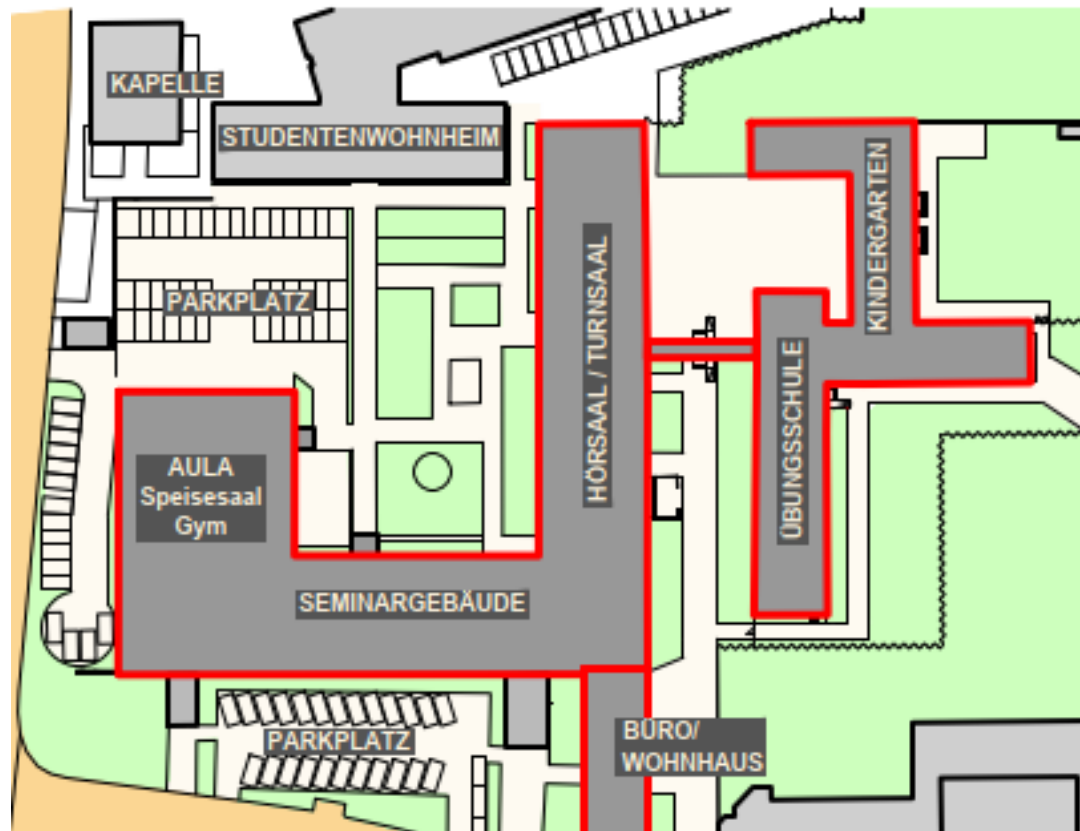 KAPELLE
STUDENTENWOHNHEIM
KINDERGARTEN
HÖRSAAL / TURNSAAL
PARKPLATZ
ÜBUNGSSCHULE
AULA
Speisesaal
Gym
SEMINARGEBÄUDE
PARKPLATZ
BÜRO/
WOHNHAUS